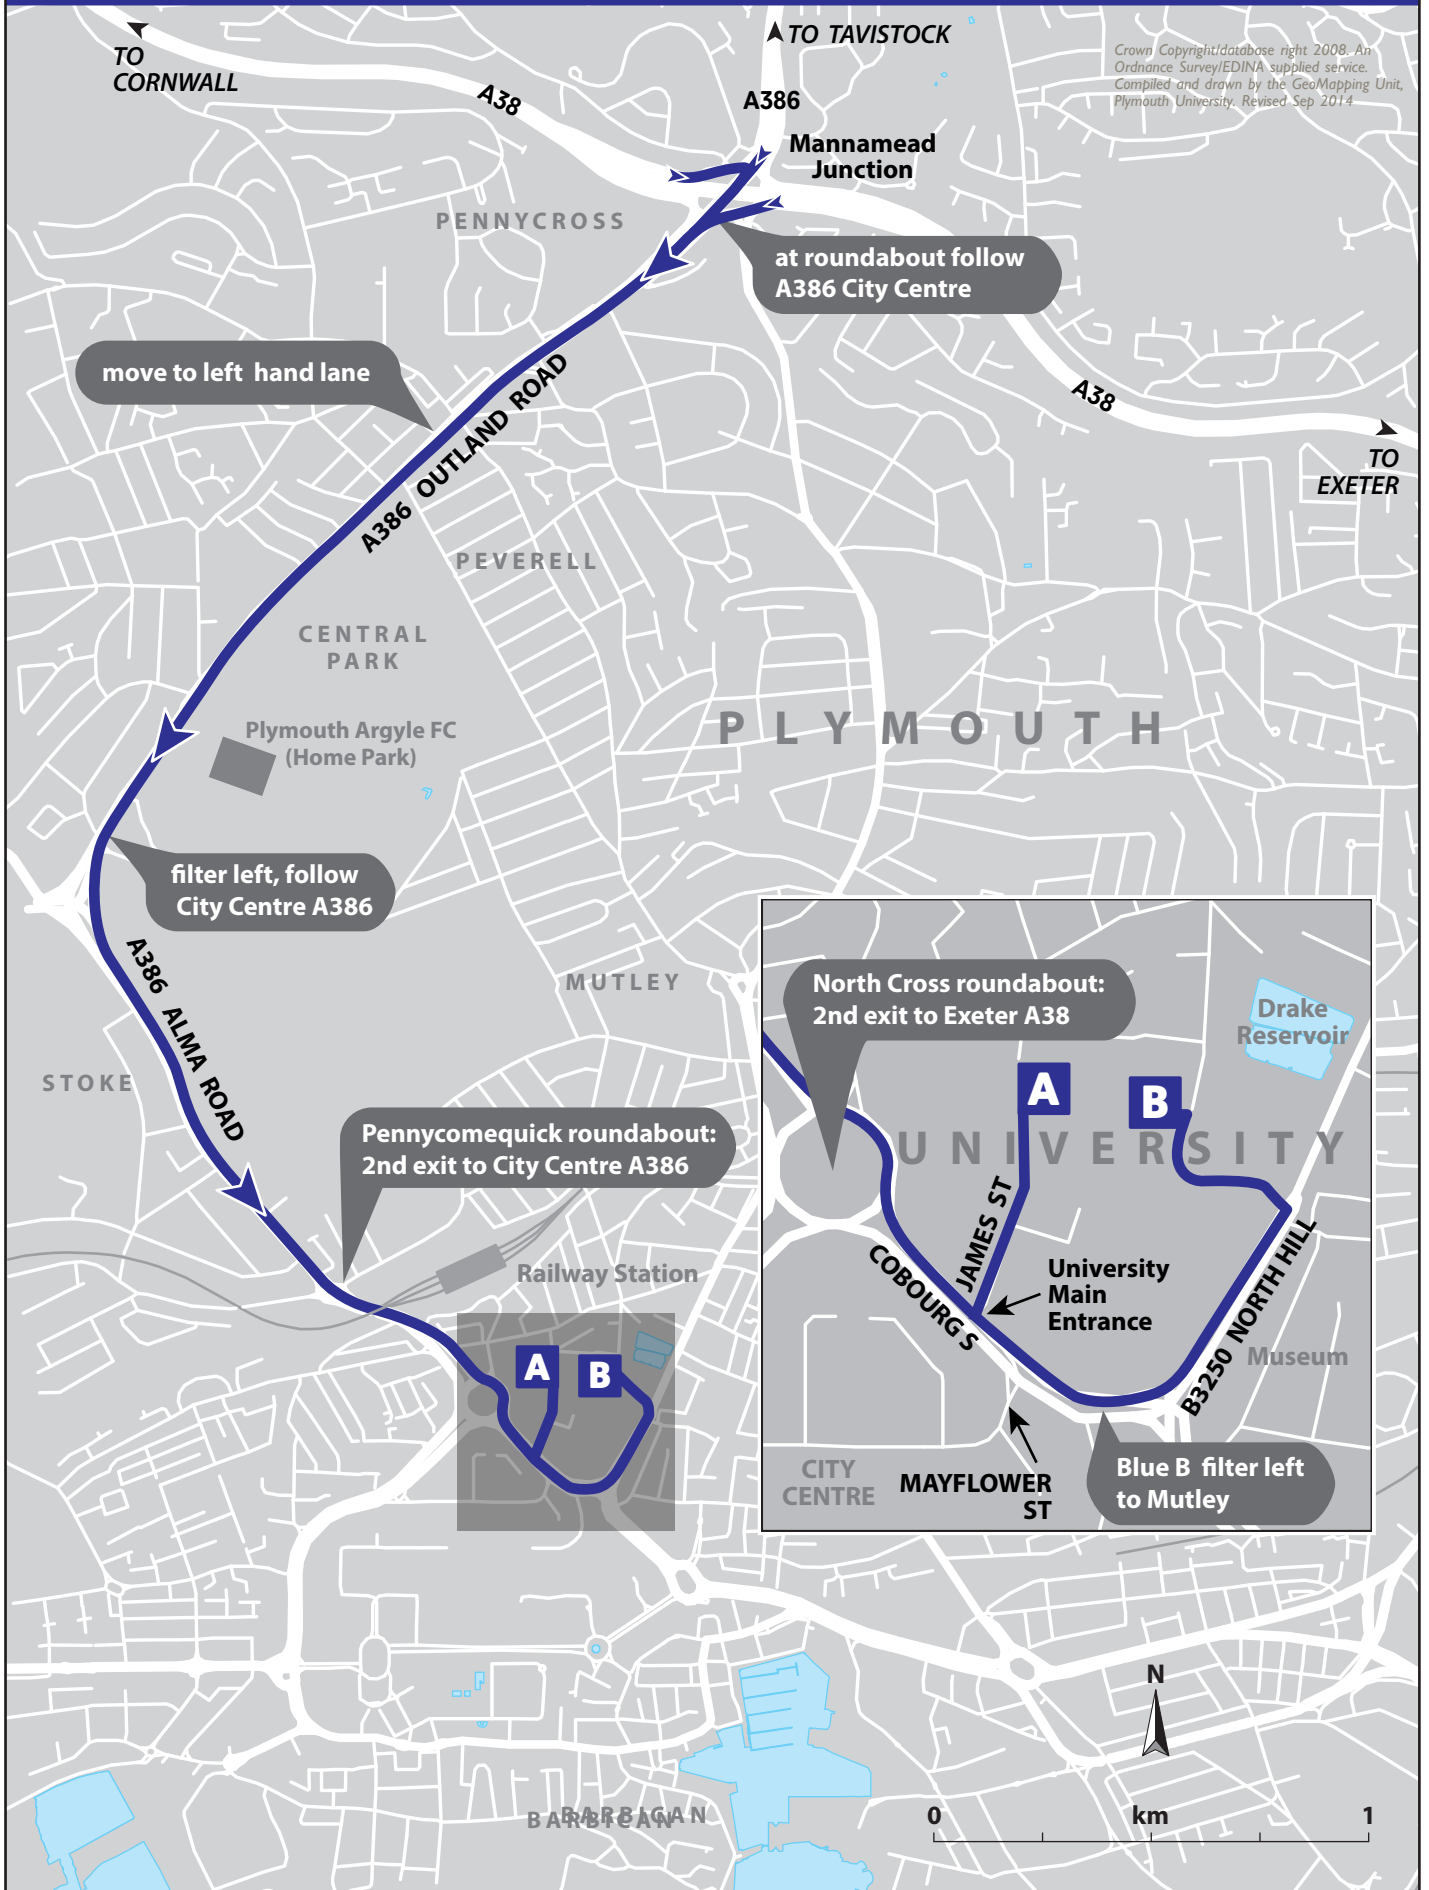 TO
CORNWALL
A38
TO TAVISTOCK
A386
Crown Copyright/database right 2008. An
Ordnance Survey/EDINA supplied service.
Compiled and drawn by the GeoMapping Unit,
Plymouth University. Revised Sep 2014
Mannamead
Junction
PENNYCROSS
at roundabout follow
A386 City Centre
move to left hand lane
A386 OUTLAND ROAD
A38
TO
EXETER
PEVERELL
CENTRAL
PARK
Plymouth Argyle FC
(Home Park)
PLYMOUTH
filter left, follow
City Centre A386
A386 ALMA ROAD
MUTLEY
STOKE
Pennycomequick roundabout:
2nd exit to City Centre A386
Railway Station
A
B
North Cross roundabout:
2nd exit to Exeter A38
Drake
Reservoir
A
B
UNIVERSITY
JAMES ST
COBOURG S
University
Main
Entrance
B3250 NORTH HILL
Museum
CITY
CENTRE
MAYFLOWER
ST
Blue B filter left
to Mutley
N
BARBICAN
BARBICAN
0 km 1